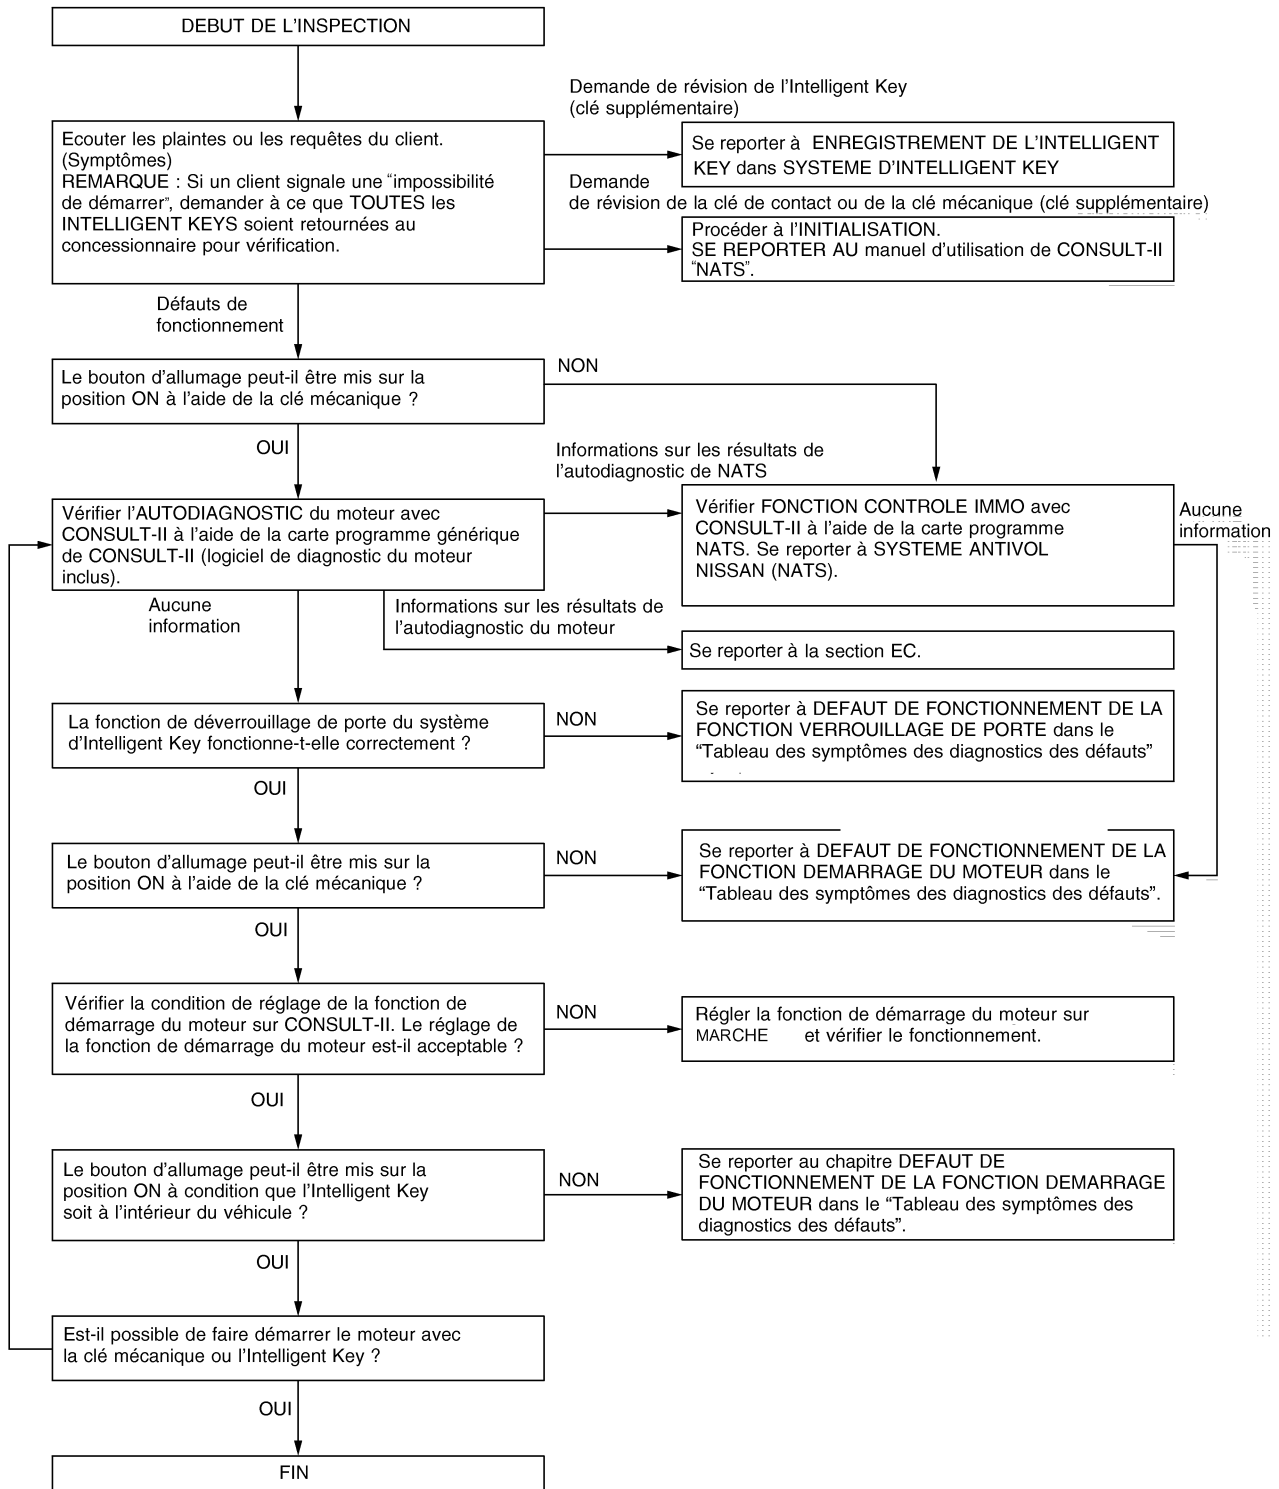 DEBUT DE L'INSPECTION
Demande de révision de l'Intelligent Key
(clé supplémentaire)
Ecouter les plaintes ou les requêtes du client.
(Symptômes)
REMARQUE : Si un client signale une "impossibilité
de démarrer", demander à ce que TOUTES les
INTELLIGENT KEYS soient retournées au
concessionnaire pour vérification.
Se reporter à ENREGISTREMENT DE L'INTELLIGENT
KEY dans SYSTEME D'INTELLIGENT KEY
Demande
de révision de la clé de contact ou de la clé mécanique (clé supplémentaire)
Procéder à l'INITIALISATION.
SE REPORTER AU manuel d'utilisation de CONSULT-II
"NATS".
Défauts de
fonctionnement
Le bouton d'allumage peut-il être mis sur la
position ON à l'aide de la clé mécanique ?
NON
OUI
Informations sur les résultats de
l'autodiagnostic de NATS
Vérifier l'AUTODIAGNOSTIC du moteur avec
CONSULT-II à l'aide de la carte programme générique
de CONSULT-II (logiciel de diagnostic du moteur
inclus).
Vérifier FONCTION CONTROLE IMMO avec
CONSULT-II à l'aide de la carte programme
NATS. Se reporter à SYSTEME ANTIVOL
NISSAN (NATS).
Aucune
information
Aucune
information
Informations sur les résultats de
l'autodiagnostic du moteur
Se reporter à la section EC.
La fonction de déverrouillage de porte du système
d'Intelligent Key fonctionne-t-elle correctement ?
NON
Se reporter à DEFAUT DE FONCTIONNEMENT DE LA
FONCTION VERROUILLAGE DE PORTE dans le
"Tableau des symptômes des diagnostics des défauts"
OUI
Le bouton d'allumage peut-il être mis sur la
position ON à l'aide de la clé mécanique ?
NON
Se reporter à DEFAUT DE FONCTIONNEMENT DE LA
FONCTION DEMARRAGE DU MOTEUR dans le
"Tableau des symptômes des diagnostics des défauts".
OUI
Vérifier la condition de réglage de la fonction de
démarrage du moteur sur CONSULT-II. Le réglage de
la fonction de démarrage du moteur est-il acceptable ?
NON
Régler la fonction de démarrage du moteur sur
MARCHE et vérifier le fonctionnement.
OUI
Le bouton d'allumage peut-il être mis sur la
position ON à condition que l'Intelligent Key
soit à l'intérieur du véhicule ?
NON
Se reporter au chapitre DEFAUT DE
FONCTIONNEMENT DE LA FONCTION DEMARRAGE
DU MOTEUR dans le "Tableau des symptômes des
diagnostics des défauts".
OUI
Est-il possible de faire démarrer le moteur avec
la clé mécanique ou l'Intelligent Key ?
OUI
FIN